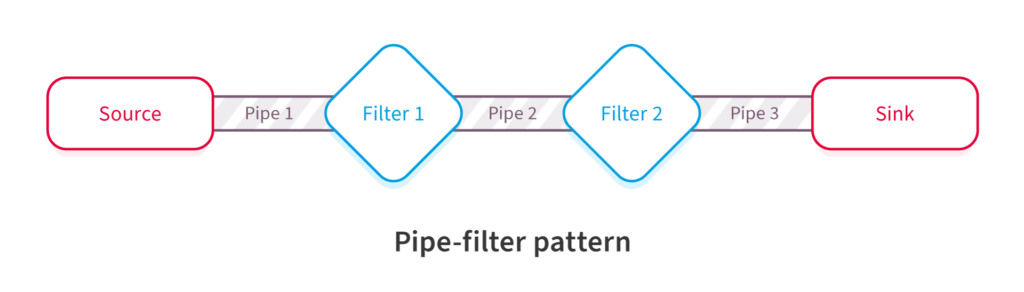 Source Pipe 1 Filter 1 Pipe 2 Filter 2 Pipe 3 Sink
Pipe-filter pattern